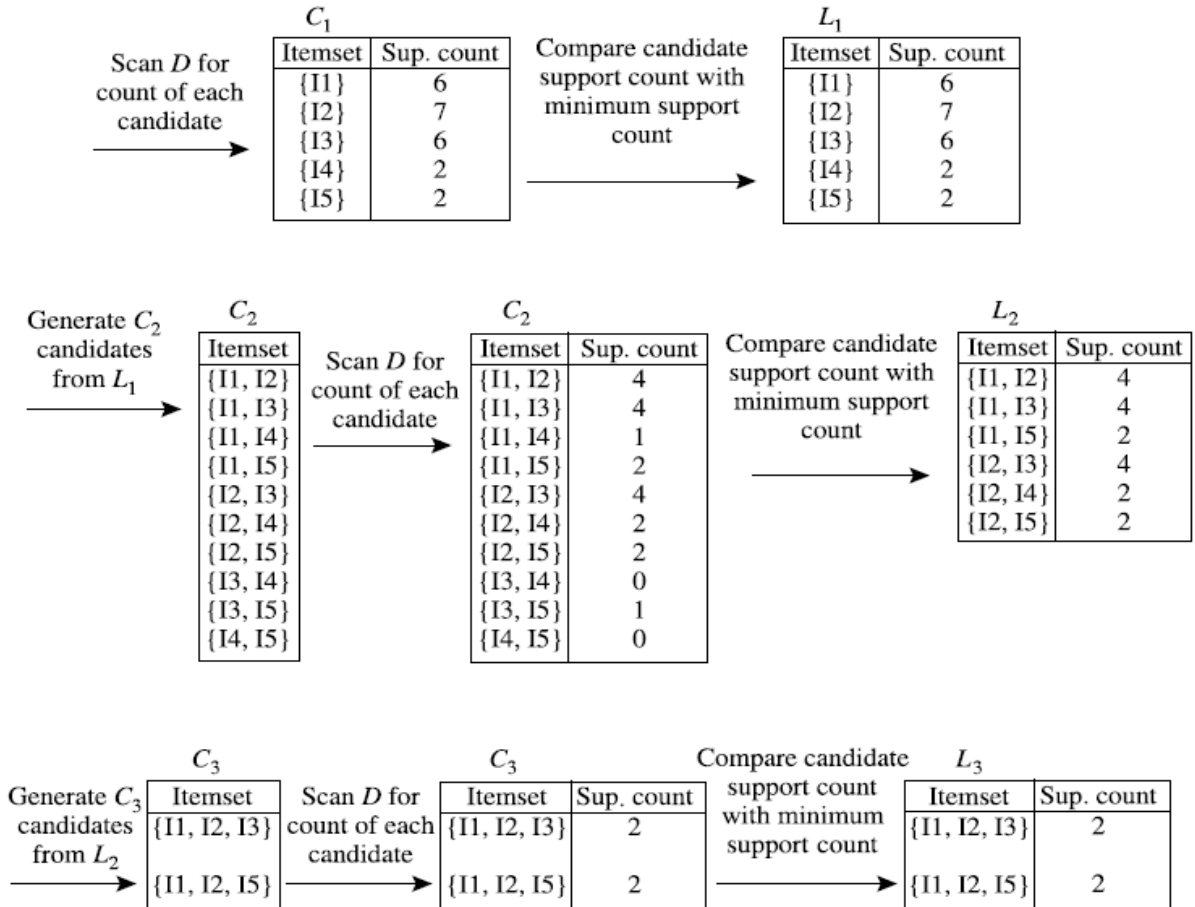 C1
Scan D for
count of each
candidate
Itemset Sup. count
{I1} 6
{I2} 7
{I3} 6
{I4} 2
{I5} 2
Compare candidate
support count with
minimum support
count
L1
Itemset Sup. count
{I1} 6
{I2} 7
{I3} 6
{I4} 2
{I5} 2
Generate C2
candidates
from L1
C2
Itemset
{I1, I2}
{I1, I3}
{I1, I4}
{I1, I5}
{I2, I3}
{I2, I4}
{I2, I5}
{I3, I4}
{I3, I5}
{I4, I5}
Scan D for
count of each
candidate
C2
Itemset Sup. count
{I1, I2} 4
{I1, I3} 4
{I1, I4} 1
{I1, I5} 2
{I2, I3} 4
{I2, I4} 2
{I2, I5} 2
{I3, I4} 0
{I3, I5} 1
{I4, I5} 0
Compare candidate
support count with
minimum support
count
L2
Itemset Sup. count
{I1, I2} 4
{I1, I3} 4
{I1, I5} 2
{I2, I3} 4
{I2, I4} 2
{I2, I5} 2
Generate C3
candidates
from L2
C3
Itemset
{I1, I2, I3}
{I1, I2, I5}
Scan D for
count of each
candidate
C3
Itemset Sup. count
{I1, I2, I3} 2
{I1, I2, I5} 2
Compare candidate
support count
with minimum
support count
L3
Itemset Sup. count
{I1, I2, I3} 2
{I1, I2, I5} 2